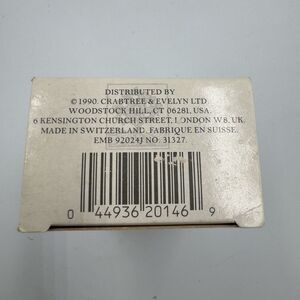 DISTRIBUTED BY
© 1990. CRABTREE & EVELYN LTD
WOODSTOCK HILL, CT 06281, USA.
6 KENSINGTON CHURCH STREET, LONDON W8, UK
MADE IN SWITZERLAND. FABRIQUE EN SUISSE.
EMB 92024J NO. 31327
0 44936 20146 9